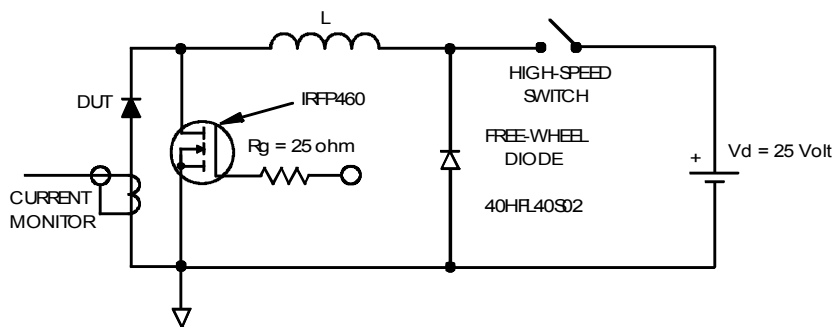 L
HIGH-SPEED
SWITCH
DUT
IRFP460
Rg = 25 ohm
FREE-WHEEL
DIODE
+
Vd = 25 Volt
40HFL40S02
CURRENT
MONITOR